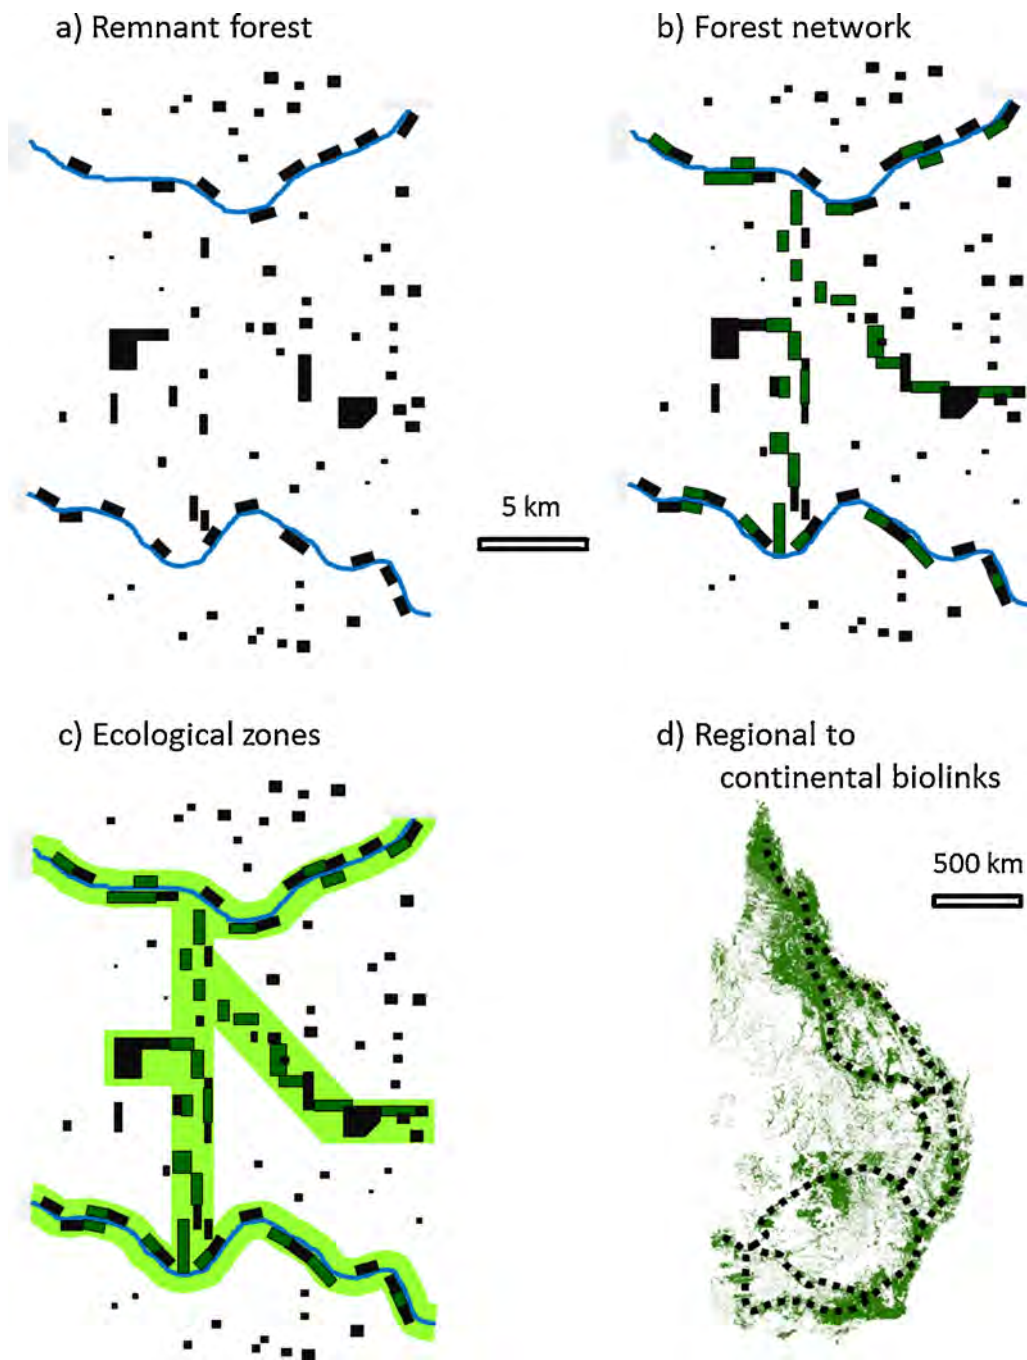 a) Remnant forest
b) Forest network
5 km
c) Ecological zones
d) Regional to
continental biolinks
500 km